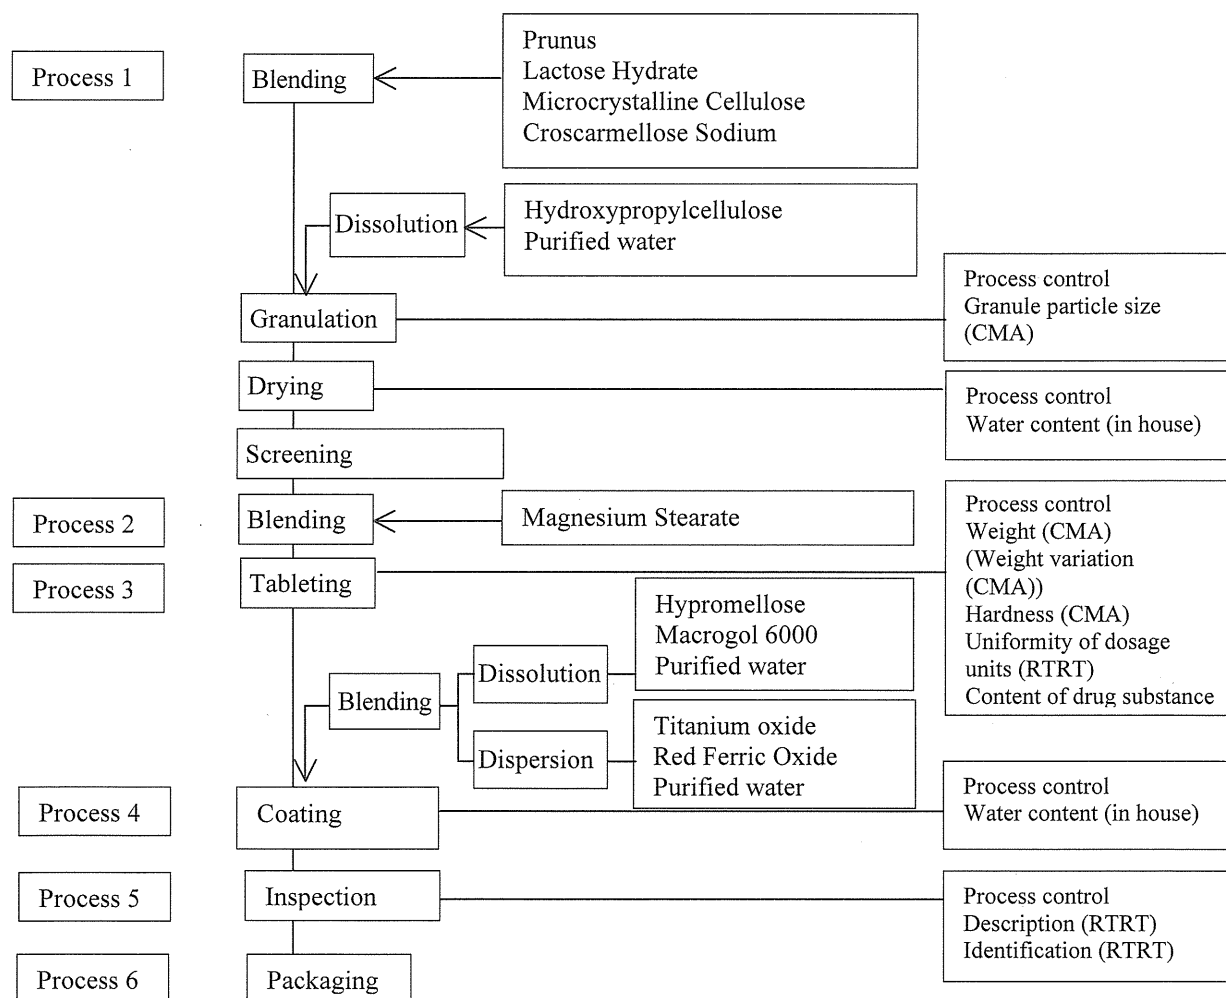 Process 1
Blending
Prunus
Lactose Hydrate
Microcrystalline Cellulose
Croscarmellose Sodium
Dissolution
Hydroxypropylcellulose
Purified water
Granulation
Process control
Granule particle size
(CMA)
Drying
Process control
Water content (in house)
Screening
Process 2
Blending
Magnesium Stearate
Process 3
Tableting
Process control
Weight (CMA)
(Weight variation
(CMA))
Hardness (CMA)
Uniformity of dosage
units (RTRT)
Content of drug substance
Blending
Dissolution
Hypromellose
Macrogol 6000
Purified water
Dispersion
Titanium oxide
Red Ferric Oxide
Purified water
Process 4
Coating
Process control
Water content (in house)
Process 5
Inspection
Process control
Description (RTRT)
Identification (RTRT)
Process 6
Packaging